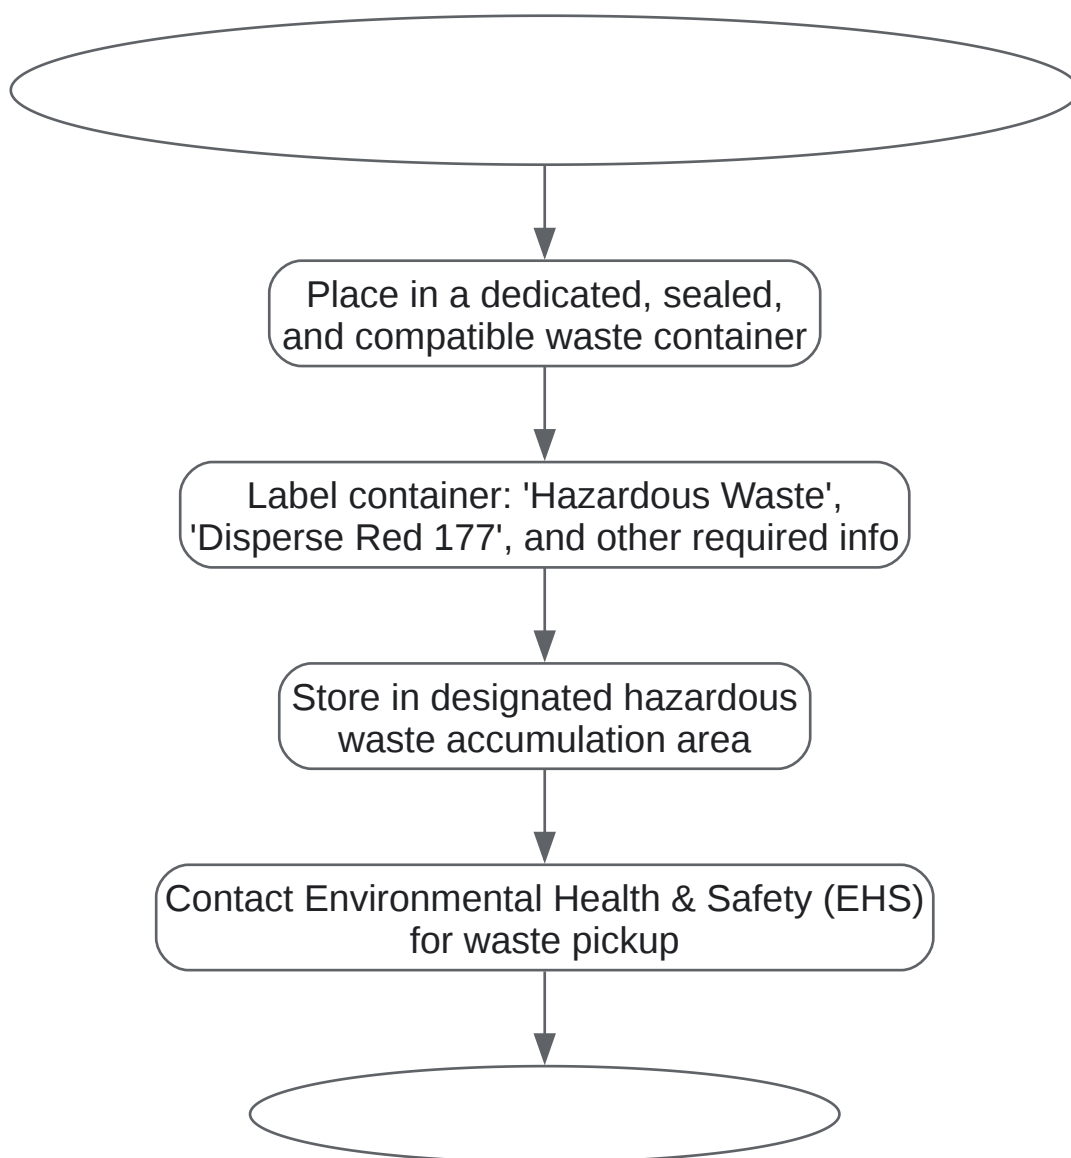 Place in a dedicated, sealed,
and compatible waste container
Label container: 'Hazardous Waste',
'Disperse Red 177', and other required info
Store in designated hazardous
waste accumulation area
Contact Environmental Health & Safety (EHS)
for waste pickup